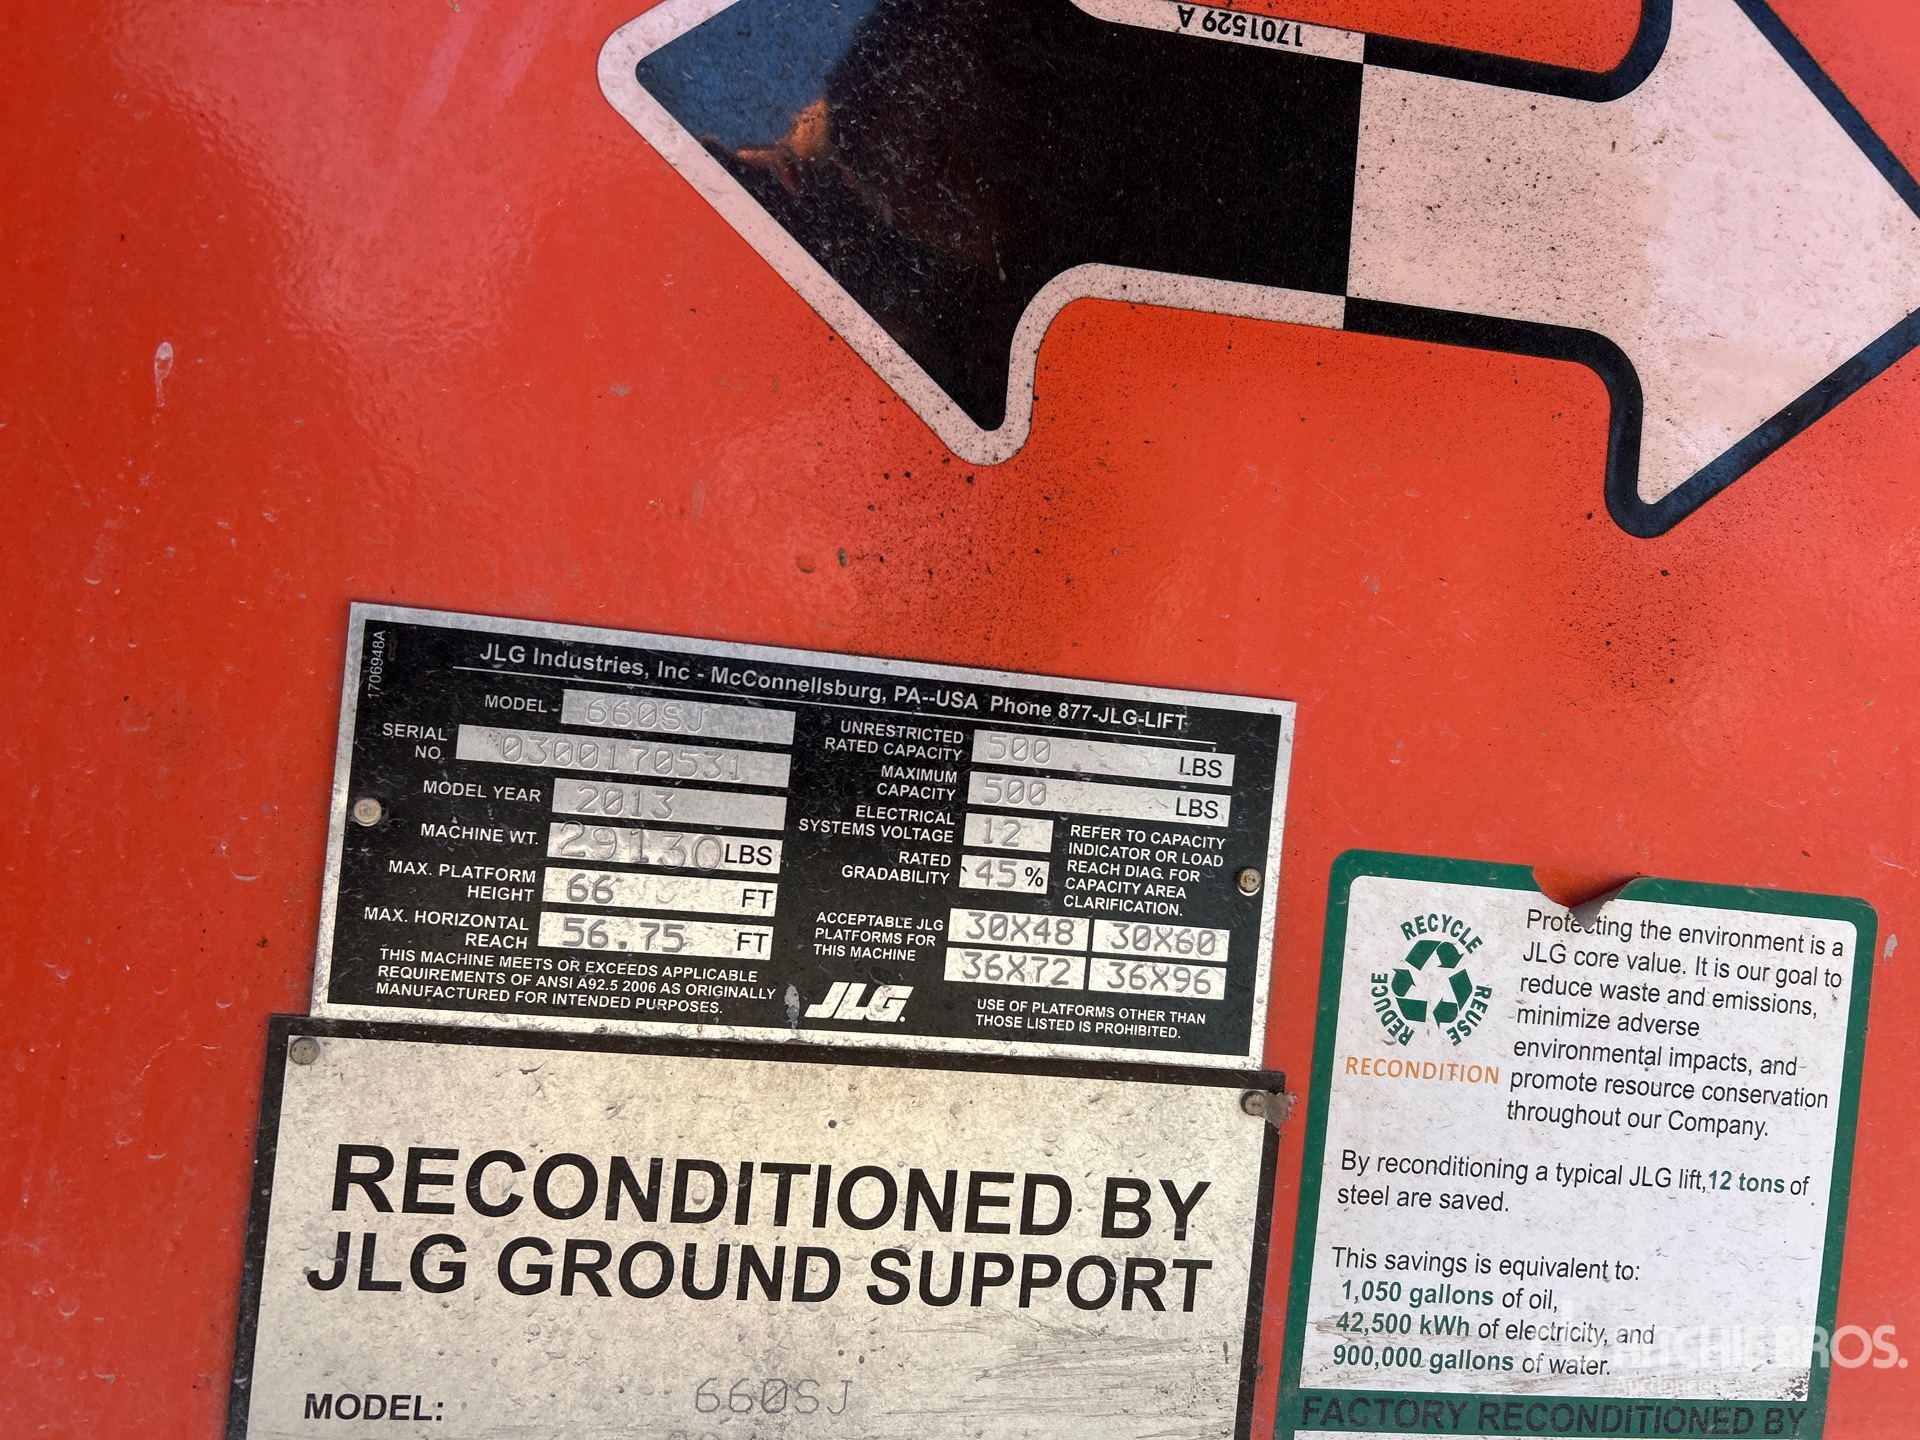 1701529 A
1706948A
JLG Industries, Inc - McConnellsburg, PA--USA Phone 877-JLG-LIFT
MODEL- 660SJ
SERIAL
NO. 0300170531
MODEL YEAR 2013
MACHINE WT. 29130 LBS
MAX. PLATFORM
HEIGHT 66 FT
MAX. HORIZONTAL
REACH 56.75 FT
THIS MACHINE MEETS OR EXCEEDS APPLICABLE
REQUIREMENTS OF ANSI A92.5 2006 AS ORIGINALLY
MANUFACTURED FOR INTENDED PURPOSES.
UNRESTRICTED
RATED CAPACITY 500 LBS
MAXIMUM
CAPACITY 500 LBS
ELECTRICAL
SYSTEMS VOLTAGE 12
RATED
GRADABILITY 45 %
REFER TO CAPACITY
INDICATOR OR LOAD
REACH DIAG. FOR
CAPACITY AREA
CLARIFICATION.
ACCEPTABLE JLG
PLATFORMS FOR
THIS MACHINE
30X48 30X60
36X72 36X96
JLG.
USE OF PLATFORMS OTHER THAN
THOSE LISTED IS PROHIBITED.
RECONDITIONED BY
JLG GROUND SUPPORT
MODEL: 660SJ
RECYCLE
REUSE
REDUCE
RECONDITION
Protecting the environment is a
JLG core value. It is our goal to
reduce waste and emissions,
minimize adverse
environmental impacts, and
promote resource conservation
throughout our Company.
By reconditioning a typical JLG lift, 12 tons of
steel are saved.
This savings is equivalent to:
1,050 gallons of oil,
42,500 kWh of electricity, and
900,000 gallons of water.
FACTORY RECONDITIONED BY
RITCHIE BROS.